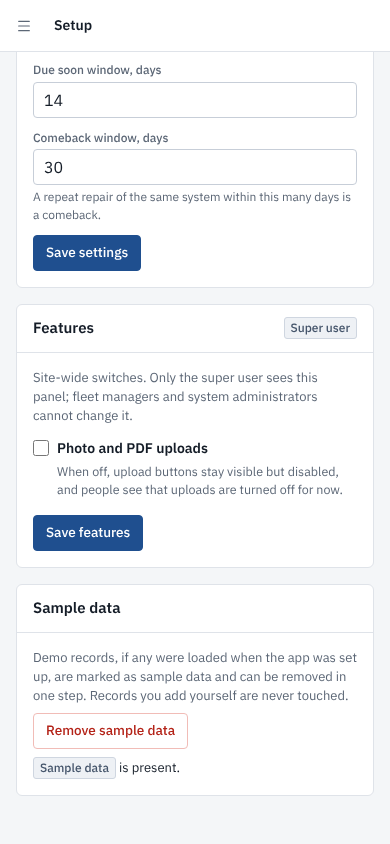 Setup
Due soon window, days
14
Comeback window, days
30
A repeat repair of the same system within this many days is
a comeback.
Save settings
Features
Super user
Site-wide switches. Only the super user sees this
panel; fleet managers and system administrators
cannot change it.
Photo and PDF uploads
When off, upload buttons stay visible but disabled,
and people see that uploads are turned off for now.
Save features
Sample data
Demo records, if any were loaded when the app was set
up, are marked as sample data and can be removed in
one step. Records you add yourself are never touched.
Remove sample data
Sample data is present.